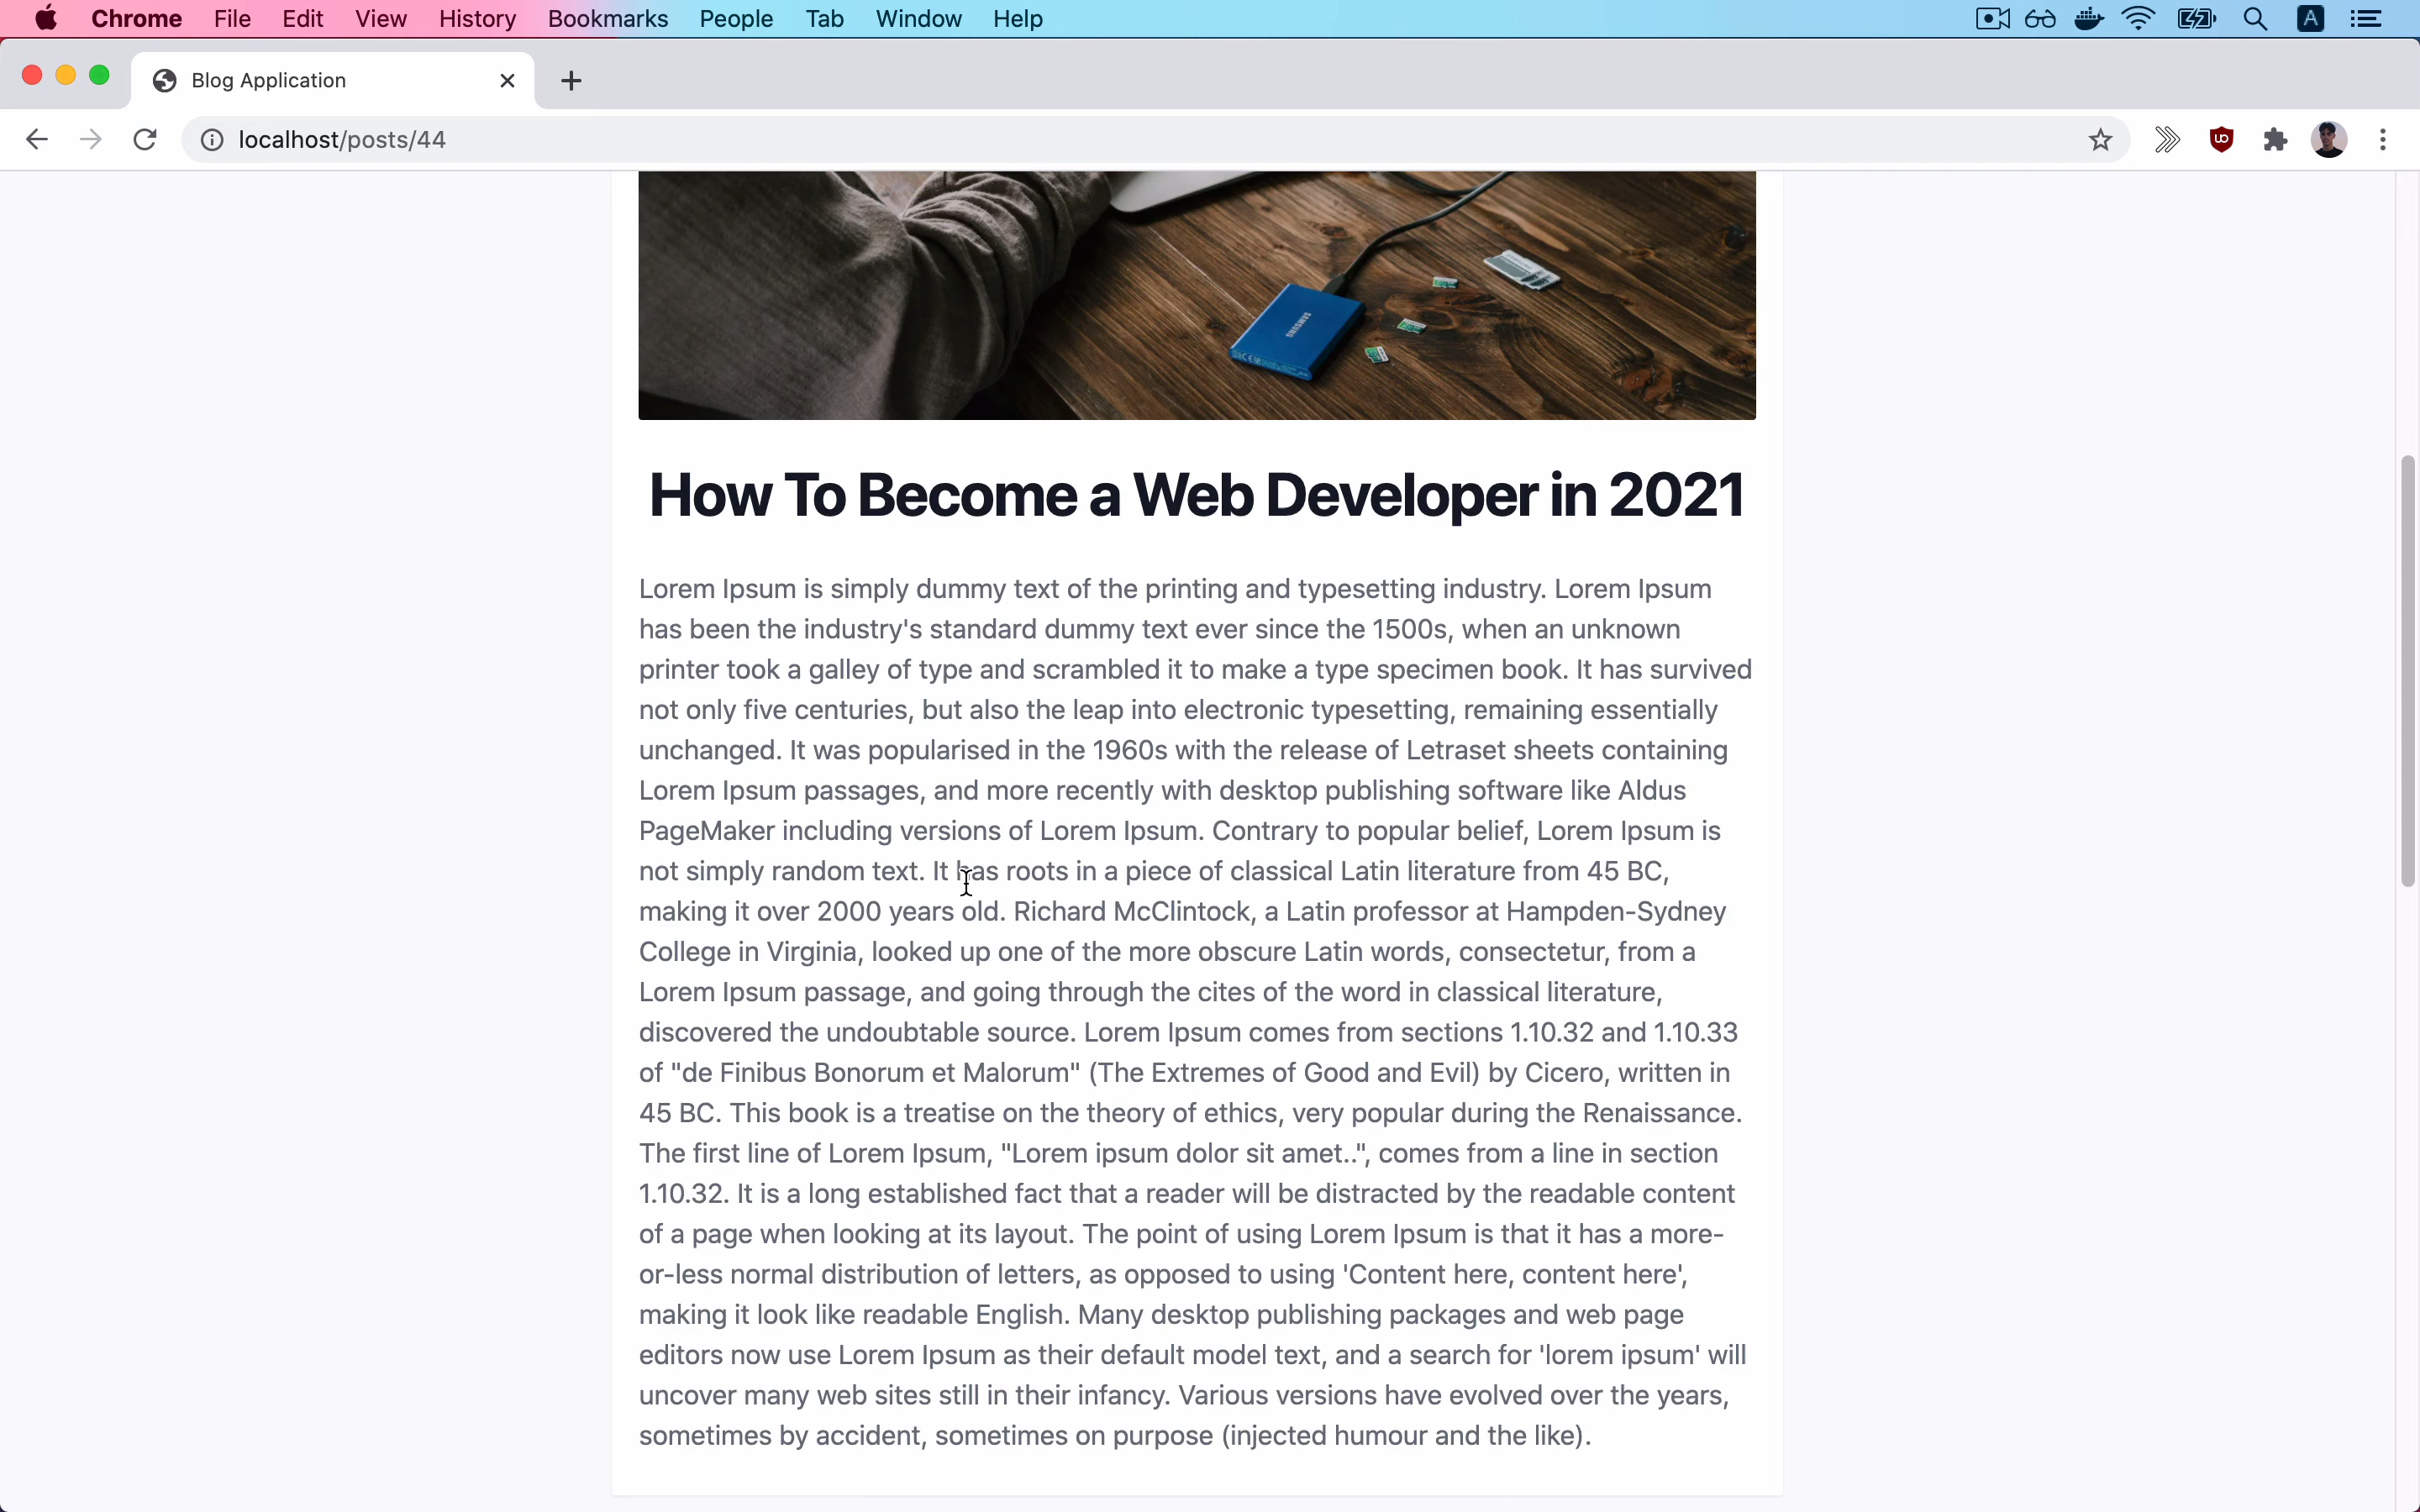 Chrome File Edit View History Bookmarks People Tab Window Help
A
Blog Application
localhost/posts/44
SAMSUNG
How To Become a Web Developer in 2021
Lorem Ipsum is simply dummy text of the printing and typesetting industry. Lorem Ipsum
has been the industry's standard dummy text ever since the 1500s, when an unknown
printer took a galley of type and scrambled it to make a type specimen book. It has survived
not only five centuries, but also the leap into electronic typesetting, remaining essentially
unchanged. It was popularised in the 1960s with the release of Letraset sheets containing
Lorem Ipsum passages, and more recently with desktop publishing software like Aldus
PageMaker including versions of Lorem Ipsum. Contrary to popular belief, Lorem Ipsum is
not simply random text. It has roots in a piece of classical Latin literature from 45 BC,
making it over 2000 years old. Richard McClintock, a Latin professor at Hampden-Sydney
College in Virginia, looked up one of the more obscure Latin words, consectetur, from a
Lorem Ipsum passage, and going through the cites of the word in classical literature,
discovered the undoubtable source. Lorem Ipsum comes from sections 1.10.32 and 1.10.33
of "de Finibus Bonorum et Malorum" (The Extremes of Good and Evil) by Cicero, written in
45 BC. This book is a treatise on the theory of ethics, very popular during the Renaissance.
The first line of Lorem Ipsum, "Lorem ipsum dolor sit amet..", comes from a line in section
1.10.32. It is a long established fact that a reader will be distracted by the readable content
of a page when looking at its layout. The point of using Lorem Ipsum is that it has a more-
or-less normal distribution of letters, as opposed to using 'Content here, content here',
making it look like readable English. Many desktop publishing packages and web page
editors now use Lorem Ipsum as their default model text, and a search for 'lorem ipsum' will
uncover many web sites still in their infancy. Various versions have evolved over the years,
sometimes by accident, sometimes on purpose (injected humour and the like).